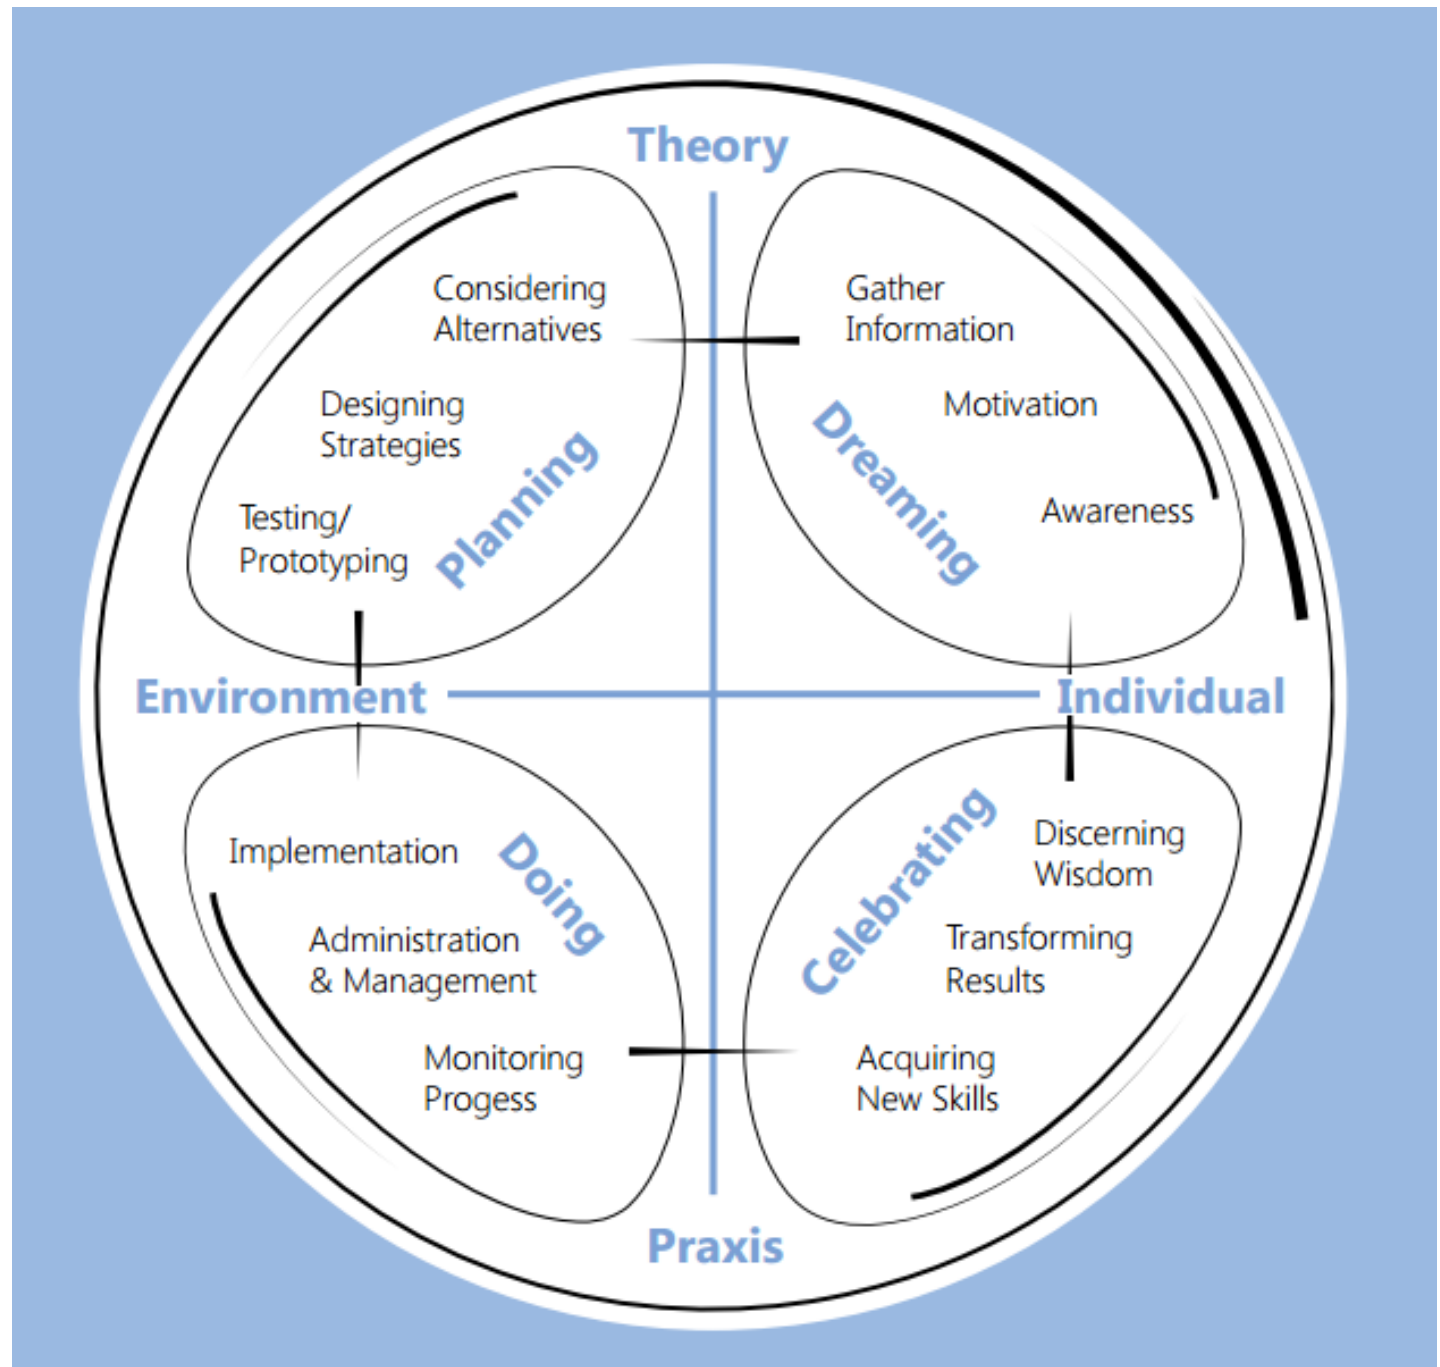 Theory
Considering
Alternatives
Designing
Strategies
Testing/
Prototyping
Planning
Gather
Information
Motivation
Awareness
Dreaming
Environment
Individual
Implementation
Administration
& Management
Monitoring
Progess
Doing
Celebrating
Discerning
Wisdom
Transforming
Results
Acquiring
New Skills
Praxis